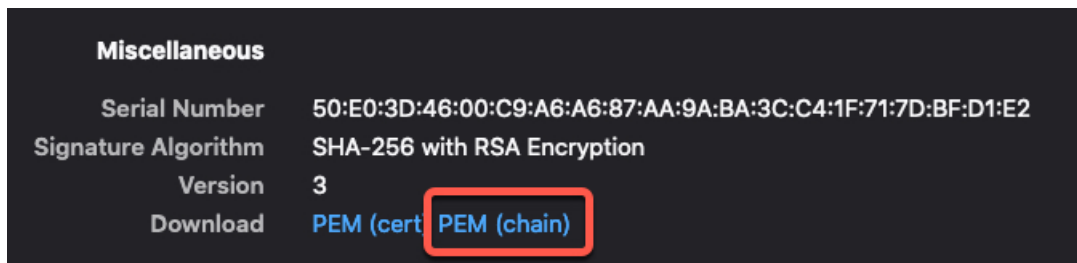 Miscellaneous
Serial Number 50:E0:3D:46:00:C9:A6:A6:87:AA:9A:BA:3C:C4:1F:71:7D:BF:D1:E2
Signature Algorithm SHA-256 with RSA Encryption
Version 3
Download PEM (cert) PEM (chain)